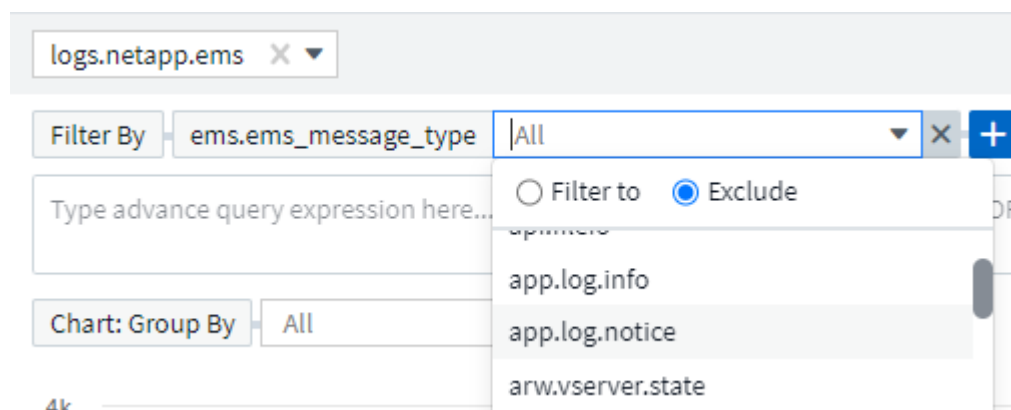 logs.netapp.ems
Filter By ems.ems_message_type All
Filter to Exclude
Type advance query expression here...
app.log.info
Chart: Group By All
app.log.notice
arw.vserver.state
4k